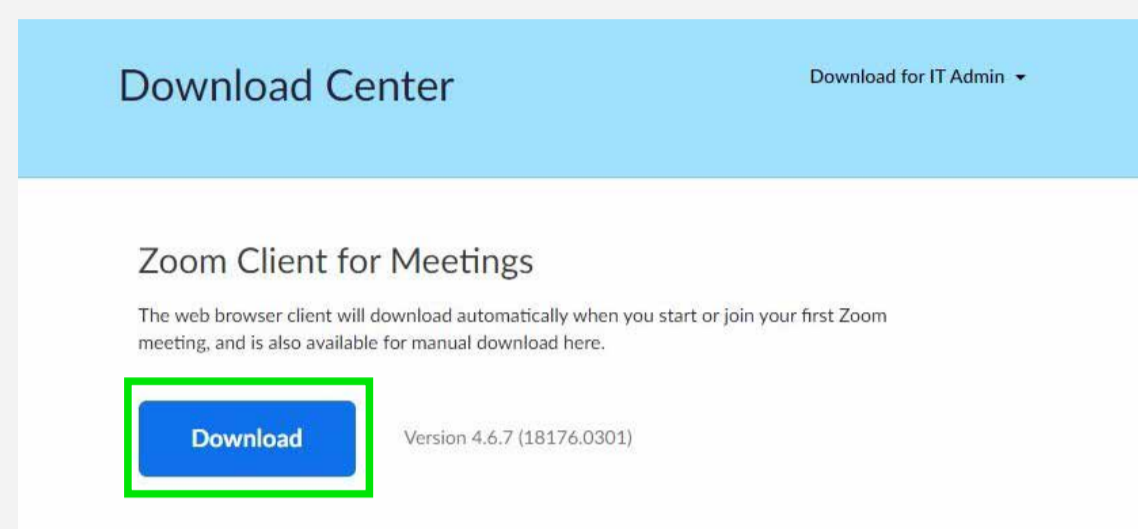 Download Center
Download for IT Admin
Zoom Client for Meetings
The web browser client will download automatically when you start or join your first Zoom
meeting, and is also available for manual download here.
Download
Version 4.6.7 (18176.0301)